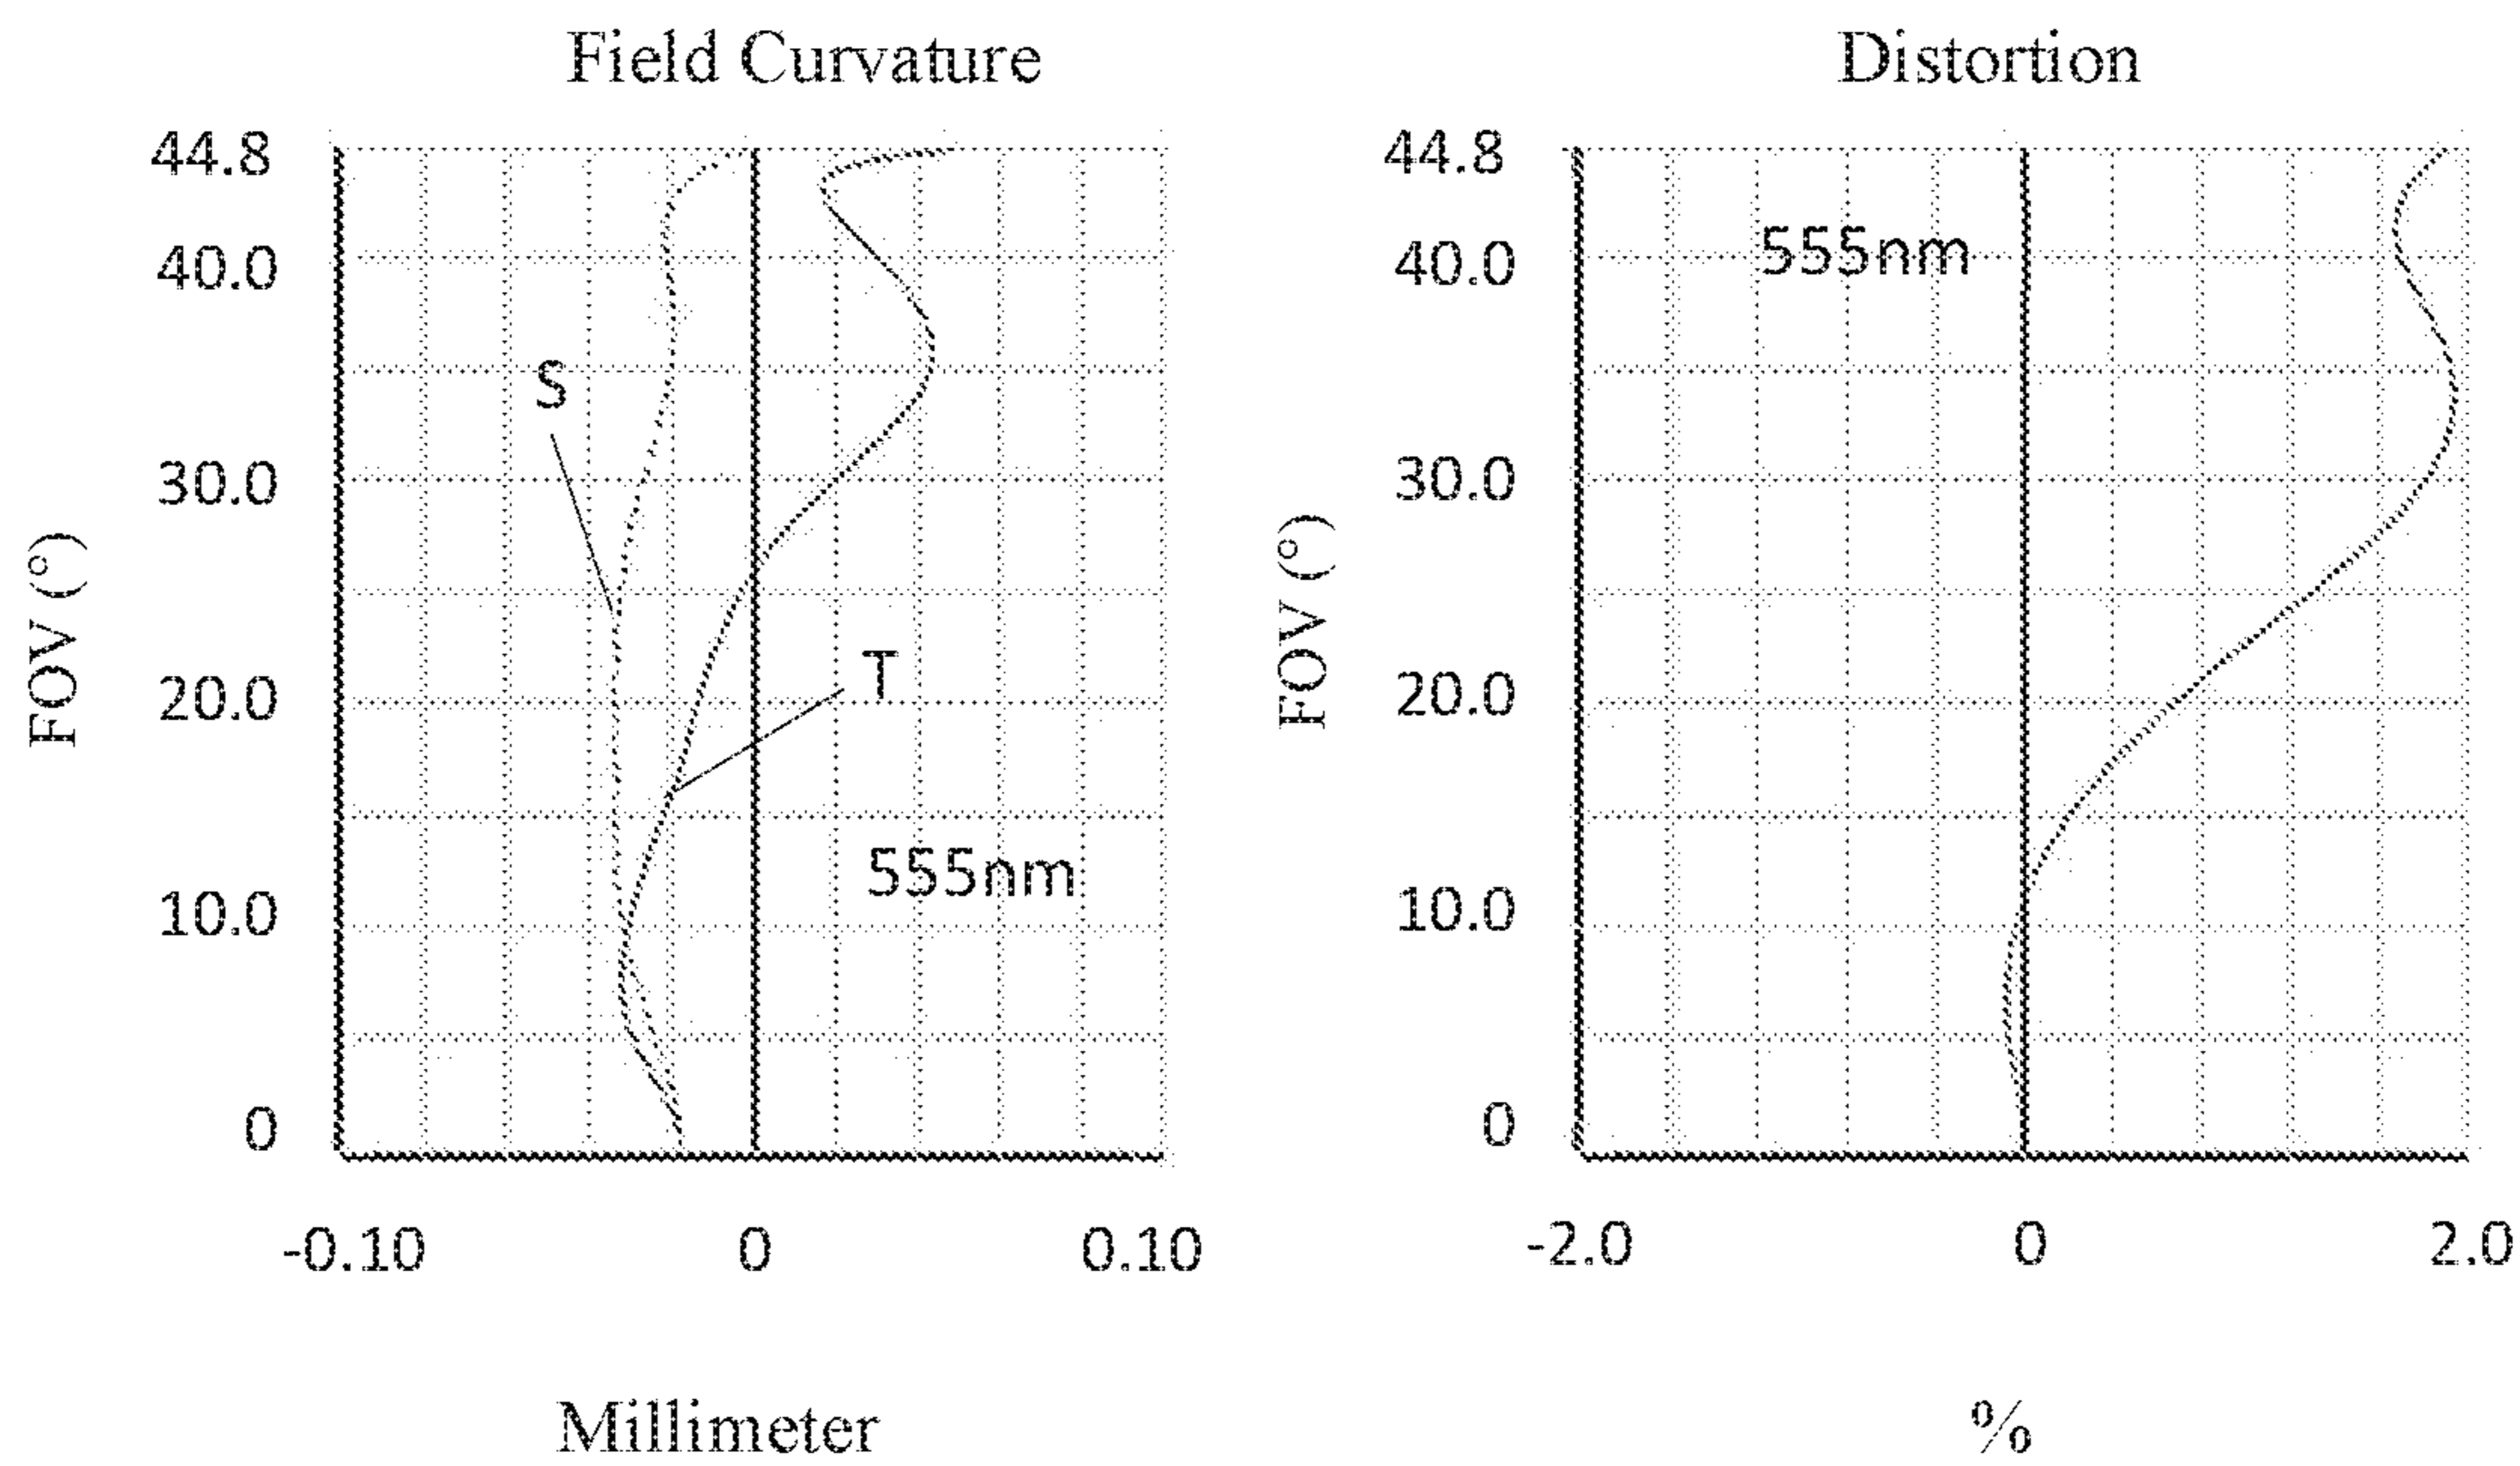 Field Curvature
44.8
40.0
30.0
20.0
10.0
0
FOV (°)
S
T
555nm
-0.10 0 0.10
Millimeter
Distortion
44.8
40.0
30.0
20.0
10.0
0
FOV (°)
555nm
-2.0 0 2.0
%